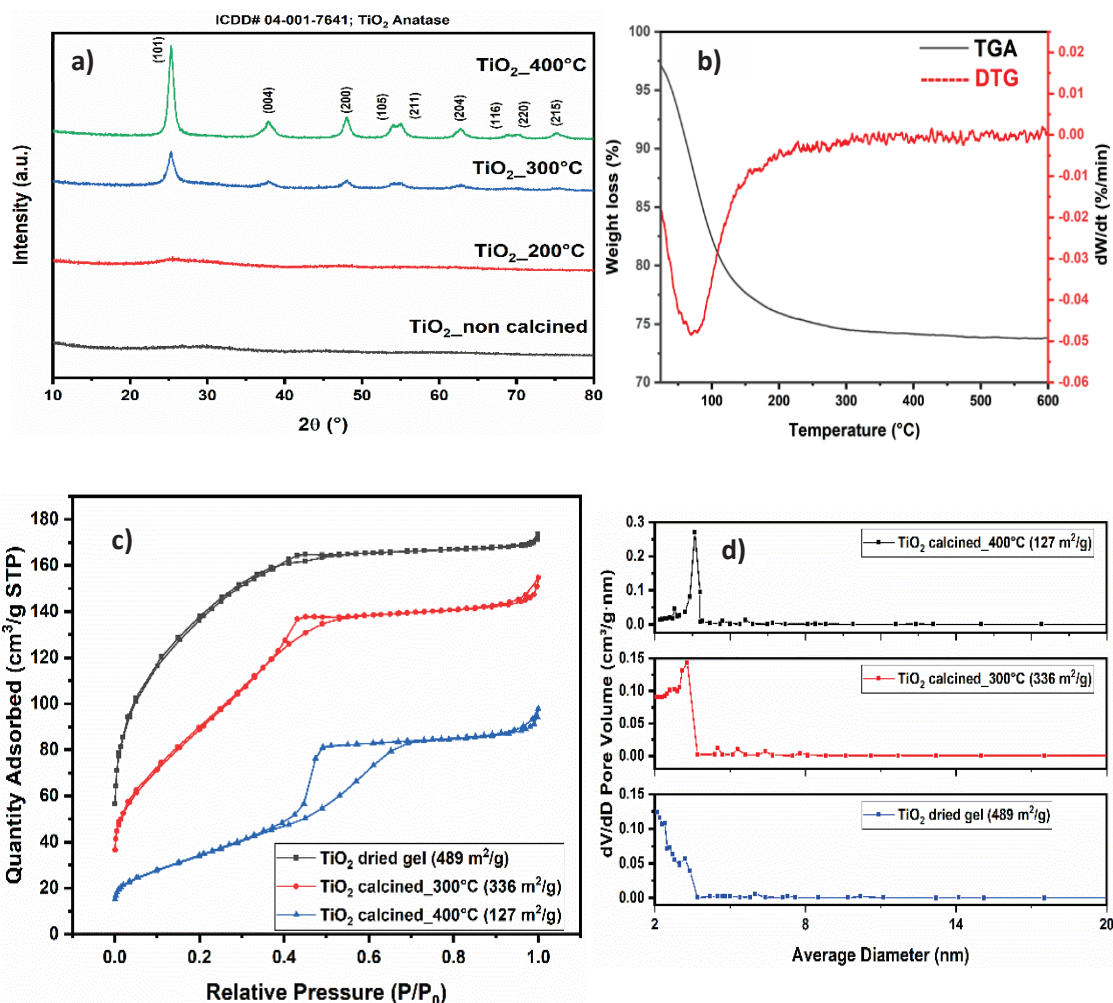 ICDD# 04-001-7641; TiO₂ Anatase
a)
TiO₂_400°C
(101)
(004)
(200)
(105)
(211)
(204)
(116)
(220)
(215)
TiO₂_300°C
TiO₂_200°C
TiO₂_non calcined
Intensity (a.u.)
10 20 30 40 50 60 70 80
2θ (°)
b)
TGA
DTG
100
95
90
85
80
75
70
Weight loss (%)
0.02
0.01
0.00
-0.01
-0.02
-0.03
-0.04
-0.05
-0.06
dW/dt (%/min)
100 200 300 400 500 600
Temperature (°C)
c)
180
160
140
120
100
80
60
40
20
0
Quantity Adsorbed (cm³/g STP)
TiO₂ dried gel (489 m²/g)
TiO₂ calcined_300°C (336 m²/g)
TiO₂ calcined_400°C (127 m²/g)
0.0 0.2 0.4 0.6 0.8 1.0
Relative Pressure (P/P₀)
d)
0.3
0.2
0.1
0.0
TiO₂ calcined_400°C (127 m²/g)
0.15
0.10
0.05
0.00
TiO₂ calcined_300°C (336 m²/g)
0.15
0.10
0.05
0.00
TiO₂ dried gel (489 m²/g)
dV/dD Pore Volume (cm³/g·nm)
2 8 14 20
Average Diameter (nm)